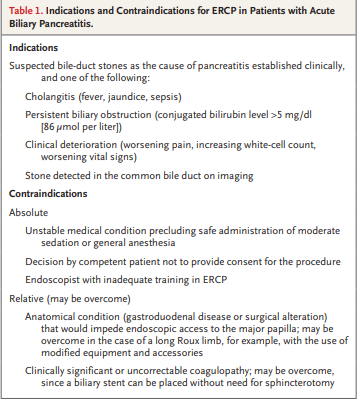 Table 1. Indications and Contraindications for ERCP in Patients with Acute
Biliary Pancreatitis.
Indications
Suspected bile-duct stones as the cause of pancreatitis established clinically,
and one of the following:
Cholangitis (fever, jaundice, sepsis)
Persistent biliary obstruction (conjugated bilirubin level >5 mg/dl
[86 μmol per liter])
Clinical deterioration (worsening pain, increasing white-cell count,
worsening vital signs)
Stone detected in the common bile duct on imaging
Contraindications
Absolute
Unstable medical condition precluding safe administration of moderate
sedation or general anesthesia
Decision by competent patient not to provide consent for the procedure
Endoscopist with inadequate training in ERCP
Relative (may be overcome)
Anatomical condition (gastroduodenal disease or surgical alteration)
that would impede endoscopic access to the major papilla; may be
overcome in the case of a long Roux limb, for example, with the use of
modified equipment and accessories
Clinically significant or uncorrectable coagulopathy; may be overcome,
since a biliary stent can be placed without need for sphincterotomy